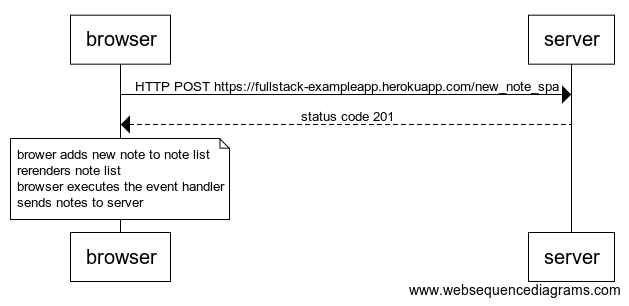 browser
server
HTTP POST https://fullstack-exampleapp.herokuapp.com/new_note_spa
status code 201
brower adds new note to note list
rerenders note list
browser executes the event handler
sends notes to server
browser
server
www.websequencediagrams.com